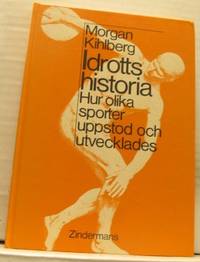 Morgan
Kihlberg
Idrotts
historia
Hur olika
sporter
uppstod och
utvecklades
Zindermans